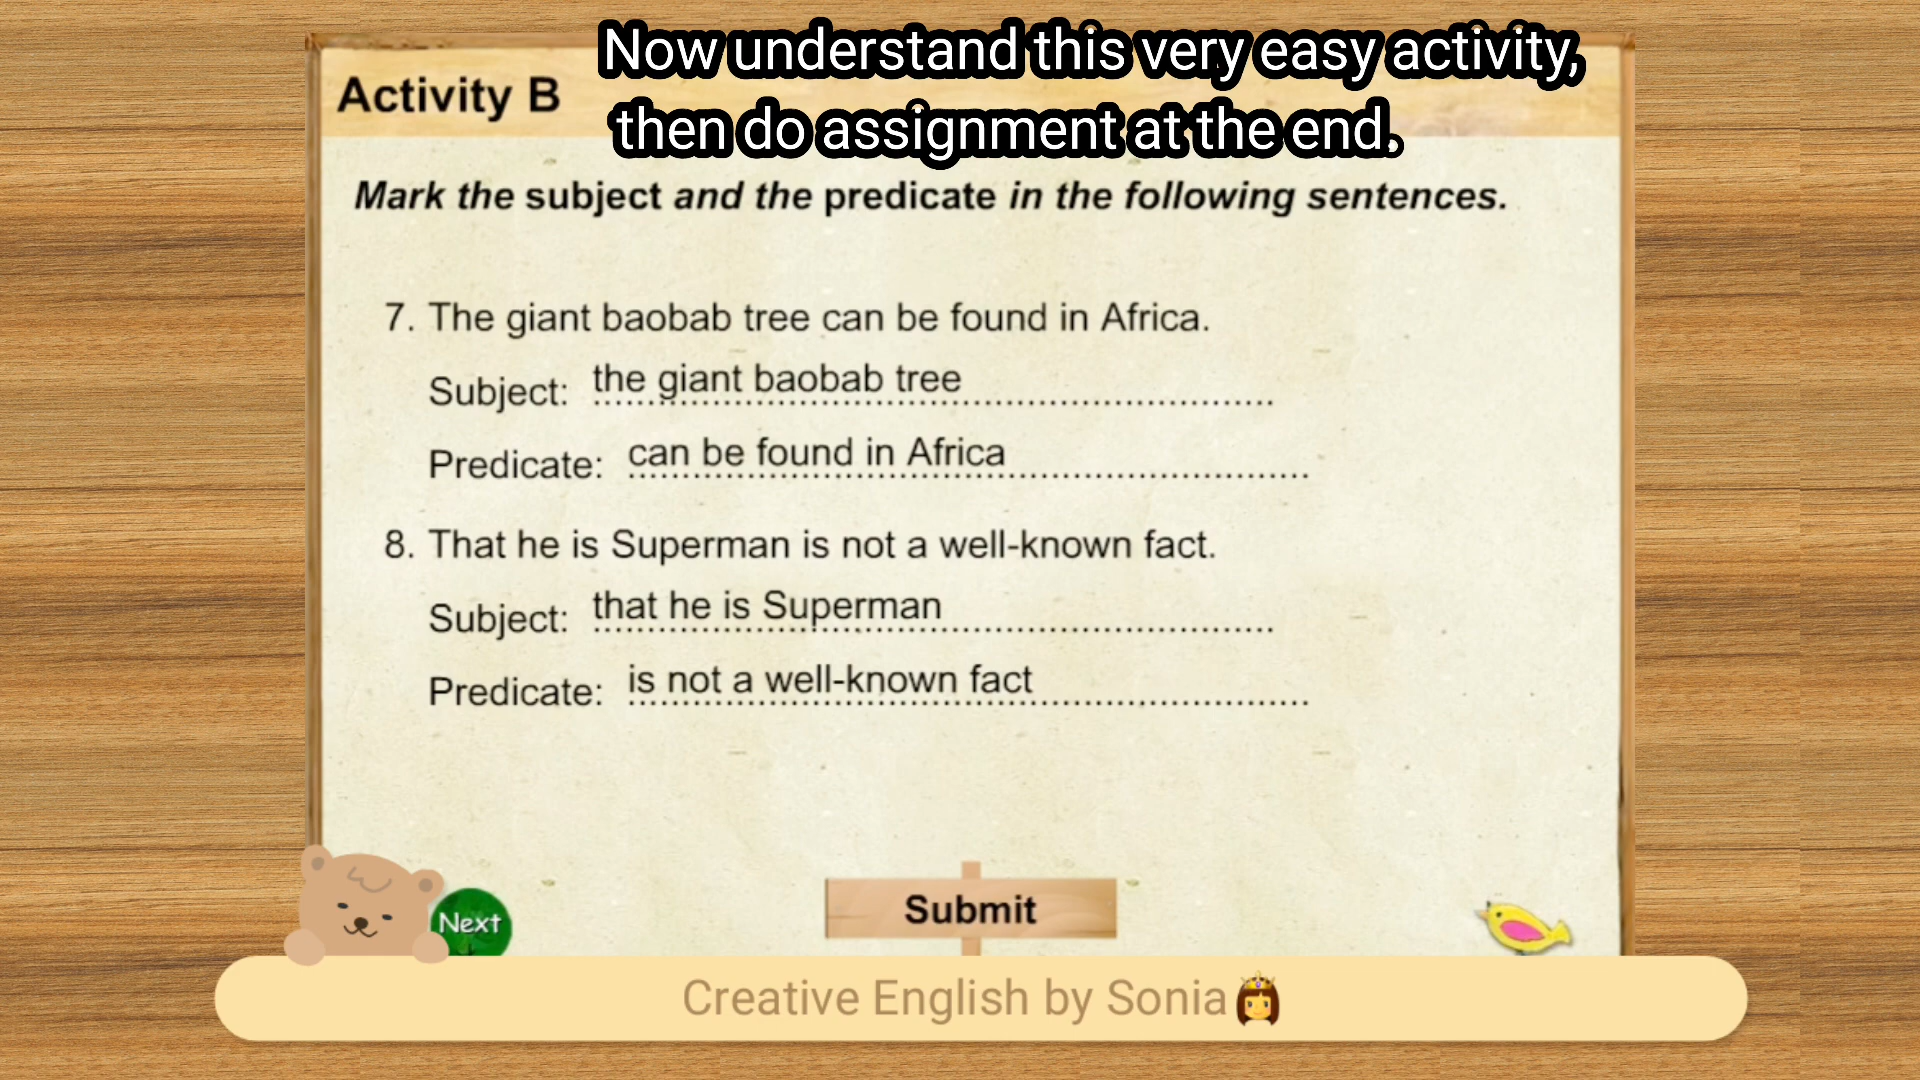 Now understand this very easy activity,
then do assignment at the end.
Activity B
Mark the subject and the predicate in the following sentences.
7. The giant baobab tree can be found in Africa.
Subject: the giant baobab tree
Predicate: can be found in Africa
8. That he is Superman is not a well-known fact.
Subject: that he is Superman
Predicate: is not a well-known fact
Next
Submit
Creative English by Sonia